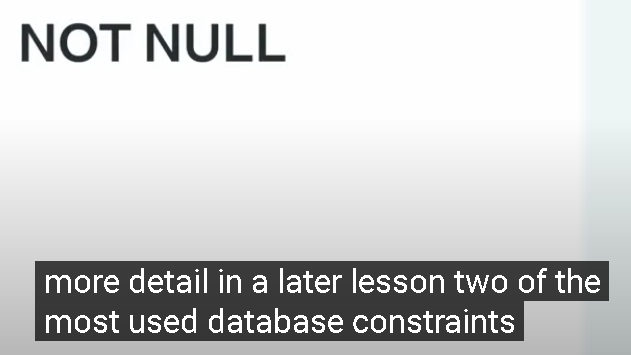 NOT NULL
more detail in a later lesson two of the
most used database constraints